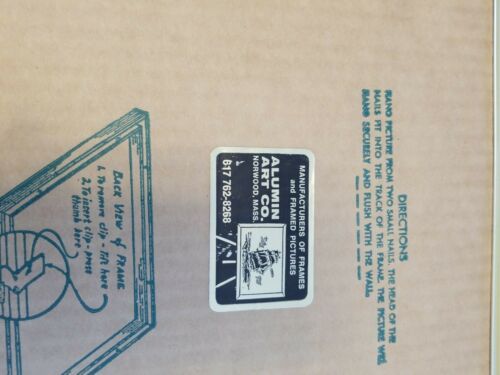 DIRECTIONS
HANG PICTURE FROM TWO SMALL NAILS, THE HEAD OF THE
NAILS FIT INTO THE TRACK OF THE FRAME. THE PICTURE WILL
HANG SECURELY AND FLUSH WITH THE WALL.
MANUFACTURERS OF FRAMES
and FRAMED PICTURES
ALUMIN
ART CO.
NORWOOD, MASS.
617 762-8268
Back View of FRAME
1. To remove clip - lift here
2. To insert clip - press
thumb here